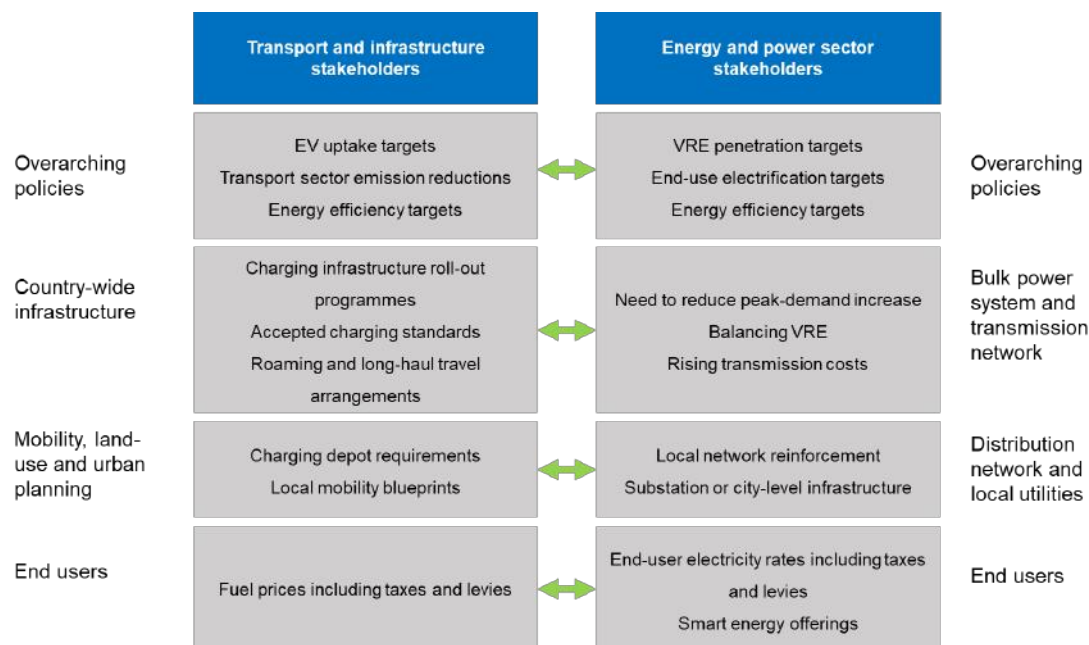 Transport and infrastructure
stakeholders
Energy and power sector
stakeholders
Overarching
policies
EV uptake targets
Transport sector emission reductions
Energy efficiency targets
VRE penetration targets
End-use electrification targets
Energy efficiency targets
Overarching
policies
Country-wide
infrastructure
Charging infrastructure roll-out
programmes
Accepted charging standards
Roaming and long-haul travel
arrangements
Need to reduce peak-demand increase
Balancing VRE
Rising transmission costs
Bulk power
system and
transmission
network
Mobility, land-
use and urban
planning
Charging depot requirements
Local mobility blueprints
Local network reinforcement
Substation or city-level infrastructure
Distribution
network and
local utilities
End users
Fuel prices including taxes and levies
End-user electricity rates including taxes
and levies
Smart energy offerings
End users